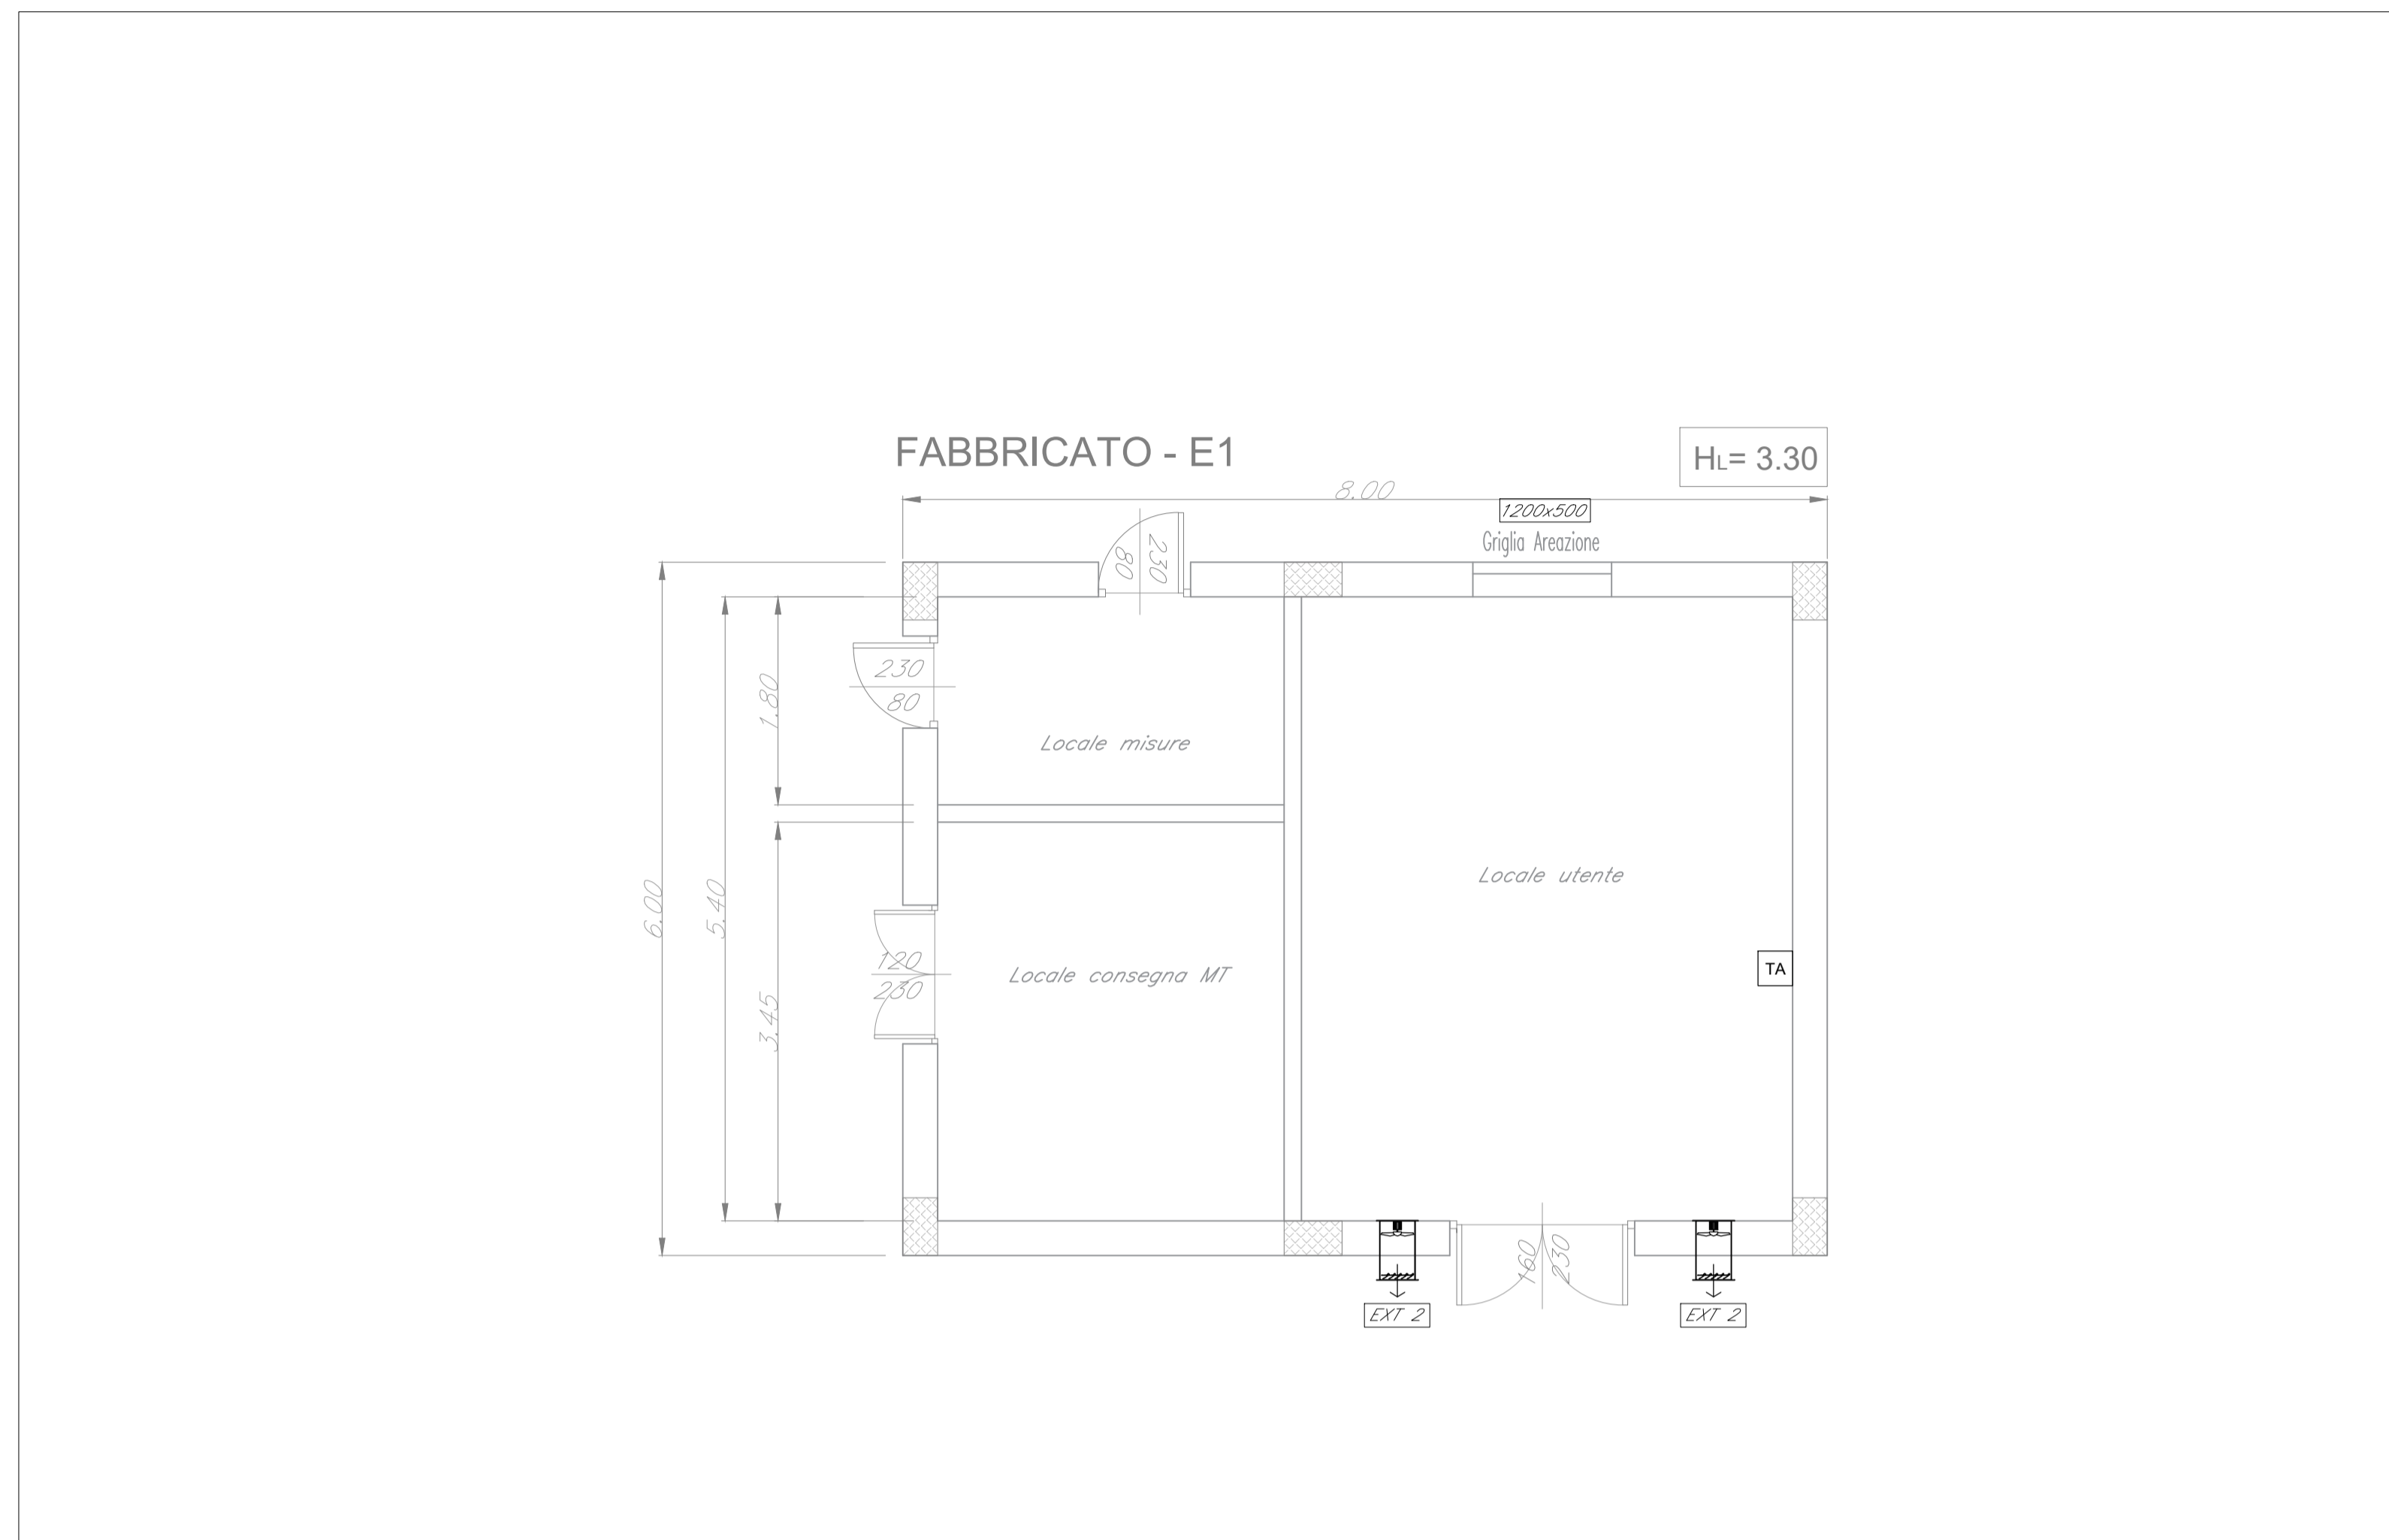 FABBRICATO - E1
HL= 3.30
8.00
1200x500
Griglia Areazione
80
230
230
80
1.80
Locale misure
6.00
5.40
Locale utente
120
230
Locale consegna MT
TA
3.45
160
230
EXT 2
EXT 2